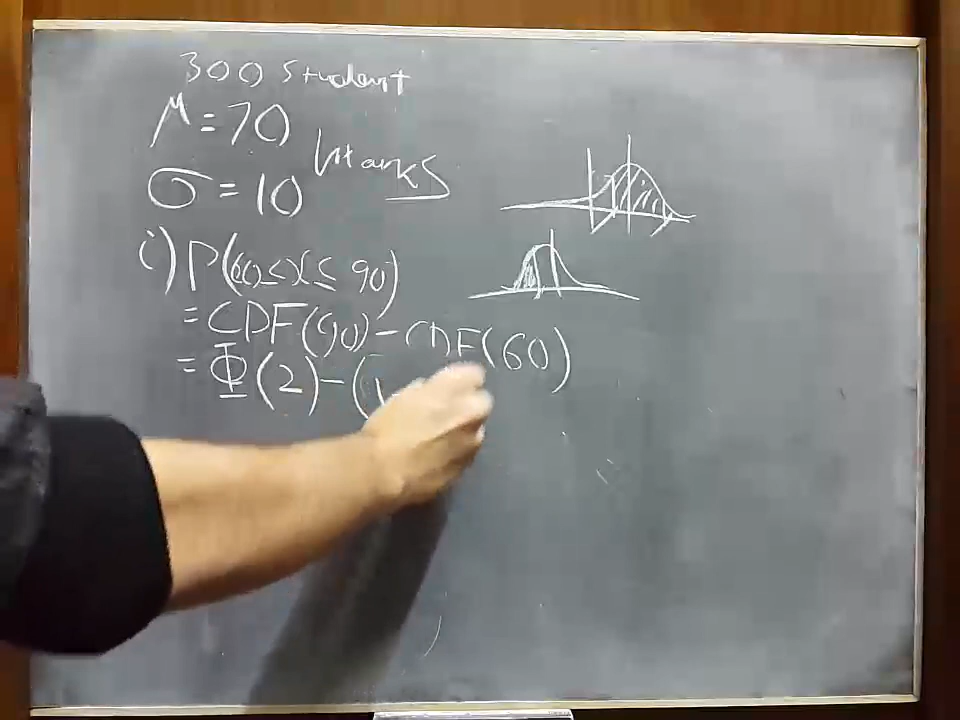 300 Student
μ = 70
Marks
σ = 10
i) P(60 ≤ X ≤ 90)
= CDF(90) - CDF(60)
= Φ(2) - (1